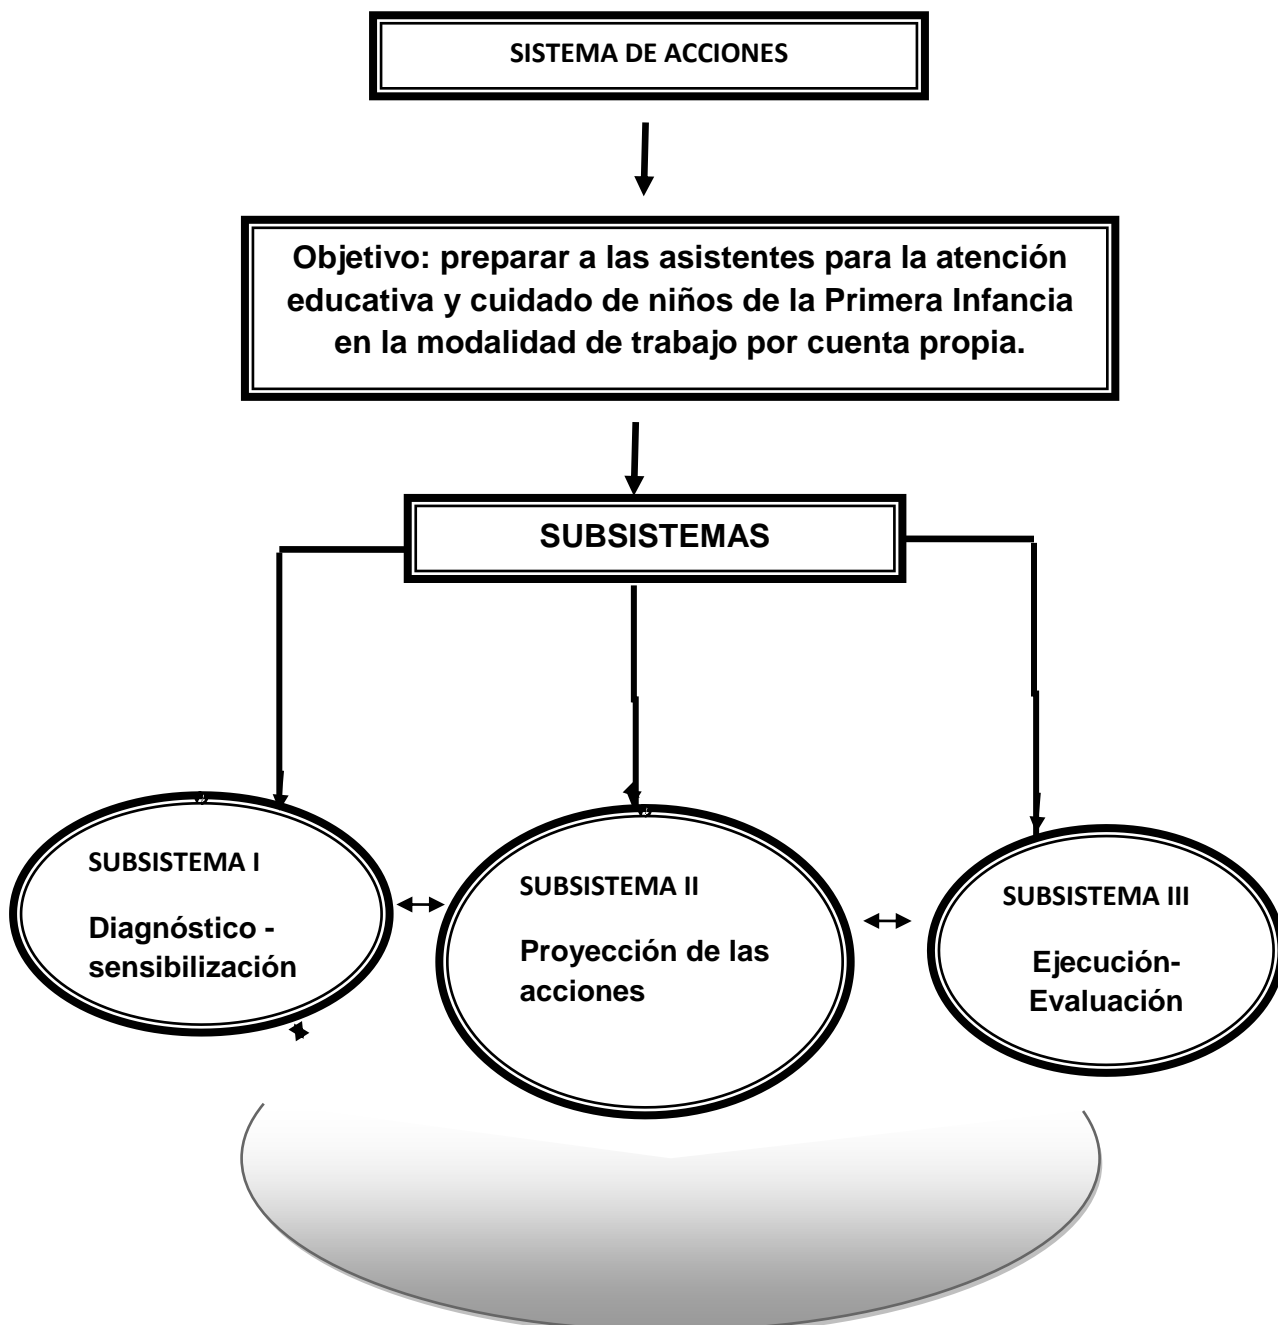 SISTEMA DE ACCIONES
Objetivo: preparar a las asistentes para la atención
educativa y cuidado de niños de la Primera Infancia
en la modalidad de trabajo por cuenta propia.
SUBSISTEMAS
SUBSISTEMA I
Diagnóstico -
sensibilización
SUBSISTEMA II
Proyección de las
acciones
SUBSISTEMA III
Ejecución-
Evaluación